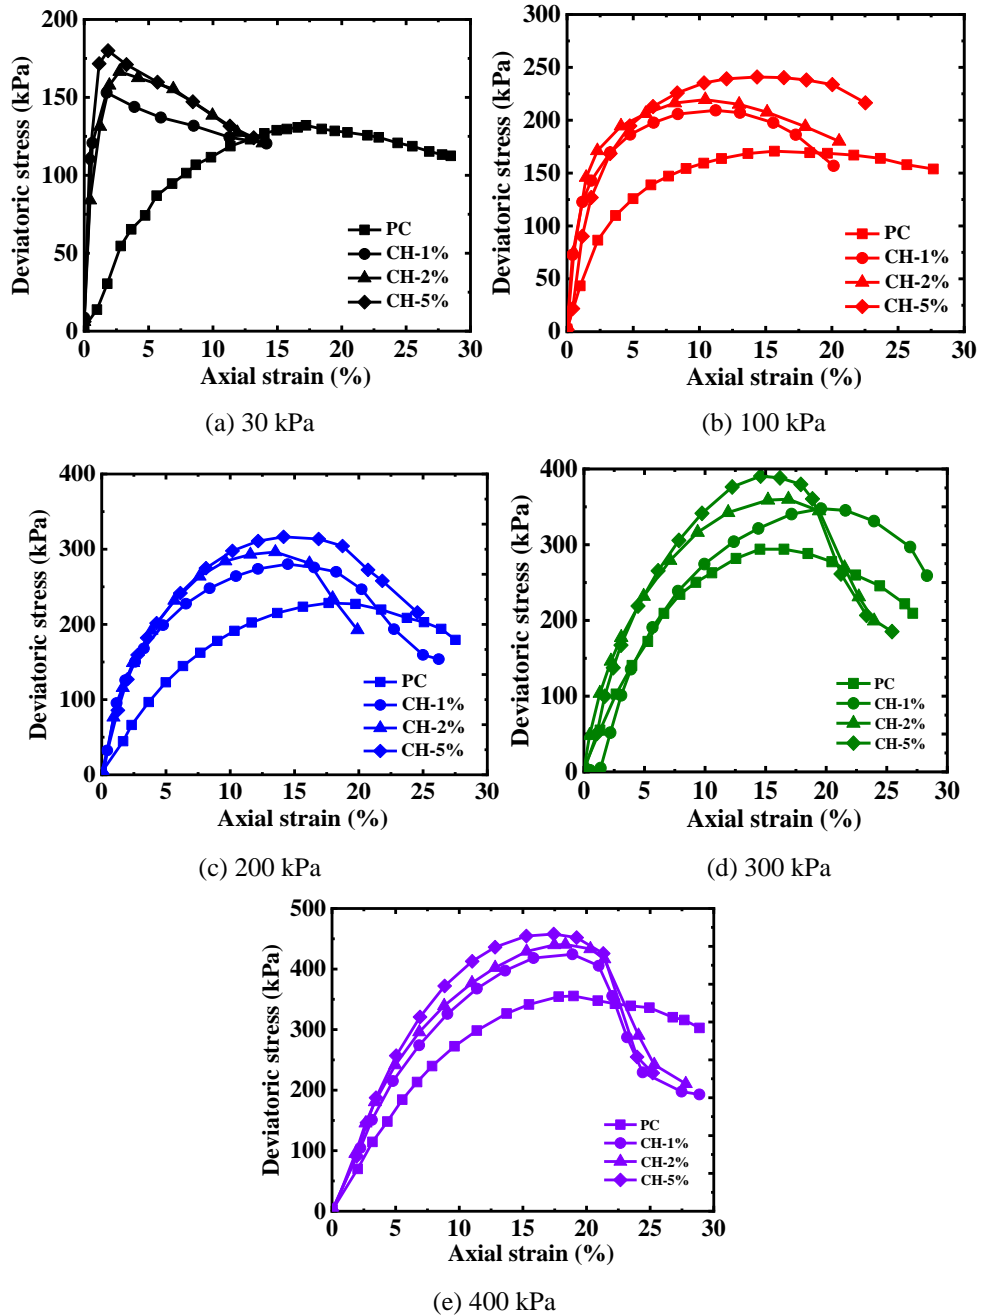 200
150
100
50
0
Deviatoric stress (kPa)
PC
CH-1%
CH-2%
CH-5%
0 5 10 15 20 25 30
Axial strain (%)
(a) 30 kPa
300
250
200
150
100
50
0
Deviatoric stress (kPa)
PC
CH-1%
CH-2%
CH-5%
0 5 10 15 20 25 30
Axial strain (%)
(b) 100 kPa
400
300
200
100
0
Deviatoric stress (kPa)
PC
CH-1%
CH-2%
CH-5%
0 5 10 15 20 25 30
Axial strain (%)
(c) 200 kPa
400
300
200
100
0
Deviatoric stress (kPa)
PC
CH-1%
CH-2%
CH-5%
0 5 10 15 20 25 30
Axial strain (%)
(d) 300 kPa
500
400
300
200
100
0
Deviatoric stress (kPa)
PC
CH-1%
CH-2%
CH-5%
0 5 10 15 20 25 30
Axial strain (%)
(e) 400 kPa